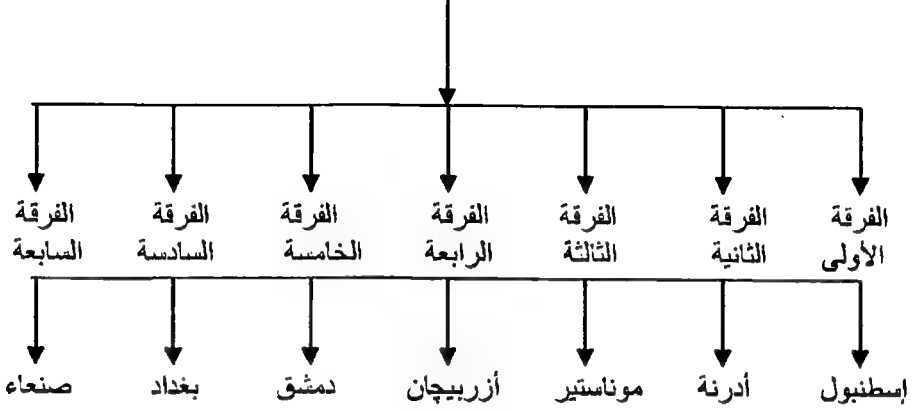 الفرقة الفرقة الفرقة الفرقة الفرقة الفرقة الفرقة
الأولى الثانية الثالثة الرابعة الخامسة السادسة السابعة
إسطنبول أدرنة موناستير أزربيچان دمشق بغداد صنعاء